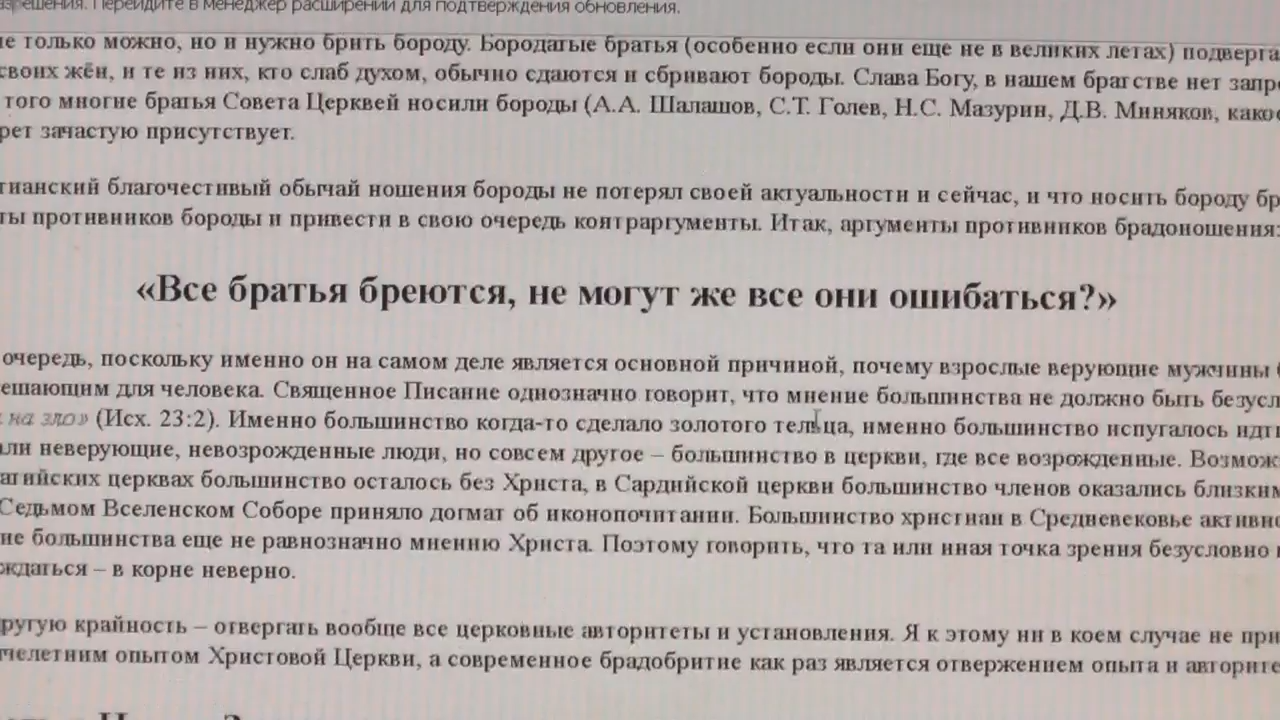 азрешения. Перейдите в менеджер расширений для подтверждения обновления.
не только можно, но и нужно брить бороду. Бородатые братья (особенно если они еще не в великих летах) подверга
своих жён, и те из них, кто слаб духом, обычно сдаются и сбривают бороды. Слава Богу, в нашем братстве нет запр
того многие братья Совета Церквей носили бороды (А.А. Шалашов, С.Т. Голев, Н.С. Мазурин, Д.В. Миняков, како
рет зачастую присутствует.
тианский благочестивый обычай ношения бороды не потерял своей актуальности и сейчас, и что носить бороду бр
ты противников бороды и привести в свою очередь контраргументы. Итак, аргументы противников брадоношения:
«Все братья бреются, не могут же все они ошибаться?»
очередь, поскольку именно он на самом деле является основной причиной, почему взрослые верующие мужчины
ешающим для человека. Священное Писание однозначно говорит, что мнение большинства не должно быть безусл
на зло» (Исх. 23:2). Именно большинство когда-то сделало золотого тельца, именно большинство испугалось идти
али неверующие, невозрожденные люди, но совсем другое – большинство в церкви, где все возрожденные. Возмож
атийских церквах большинство осталось без Христа, в Сардийской церкви большинство членов оказались близким
Седьмом Вселенском Соборе приняло догмат об иконопочитании. Большинство христиан в Средневековье активно
ие большинства еще не равнозначно мнению Христа. Поэтому говорить, что та или иная точка зрения безусловно
ждаться – в корне неверно.
ругую крайность – отвергать вообще все церковные авторитеты и установления. Я к этому ни в коем случае не при
ячелетним опытом Христовой Церкви, а современное брадобритие как раз является отвержением опыта и авторите